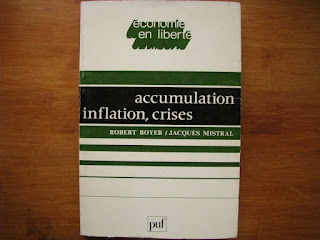 économie
en liberté
accumulation
inflation, crises
ROBERT BOYER / JACQUES MISTRAL
puf